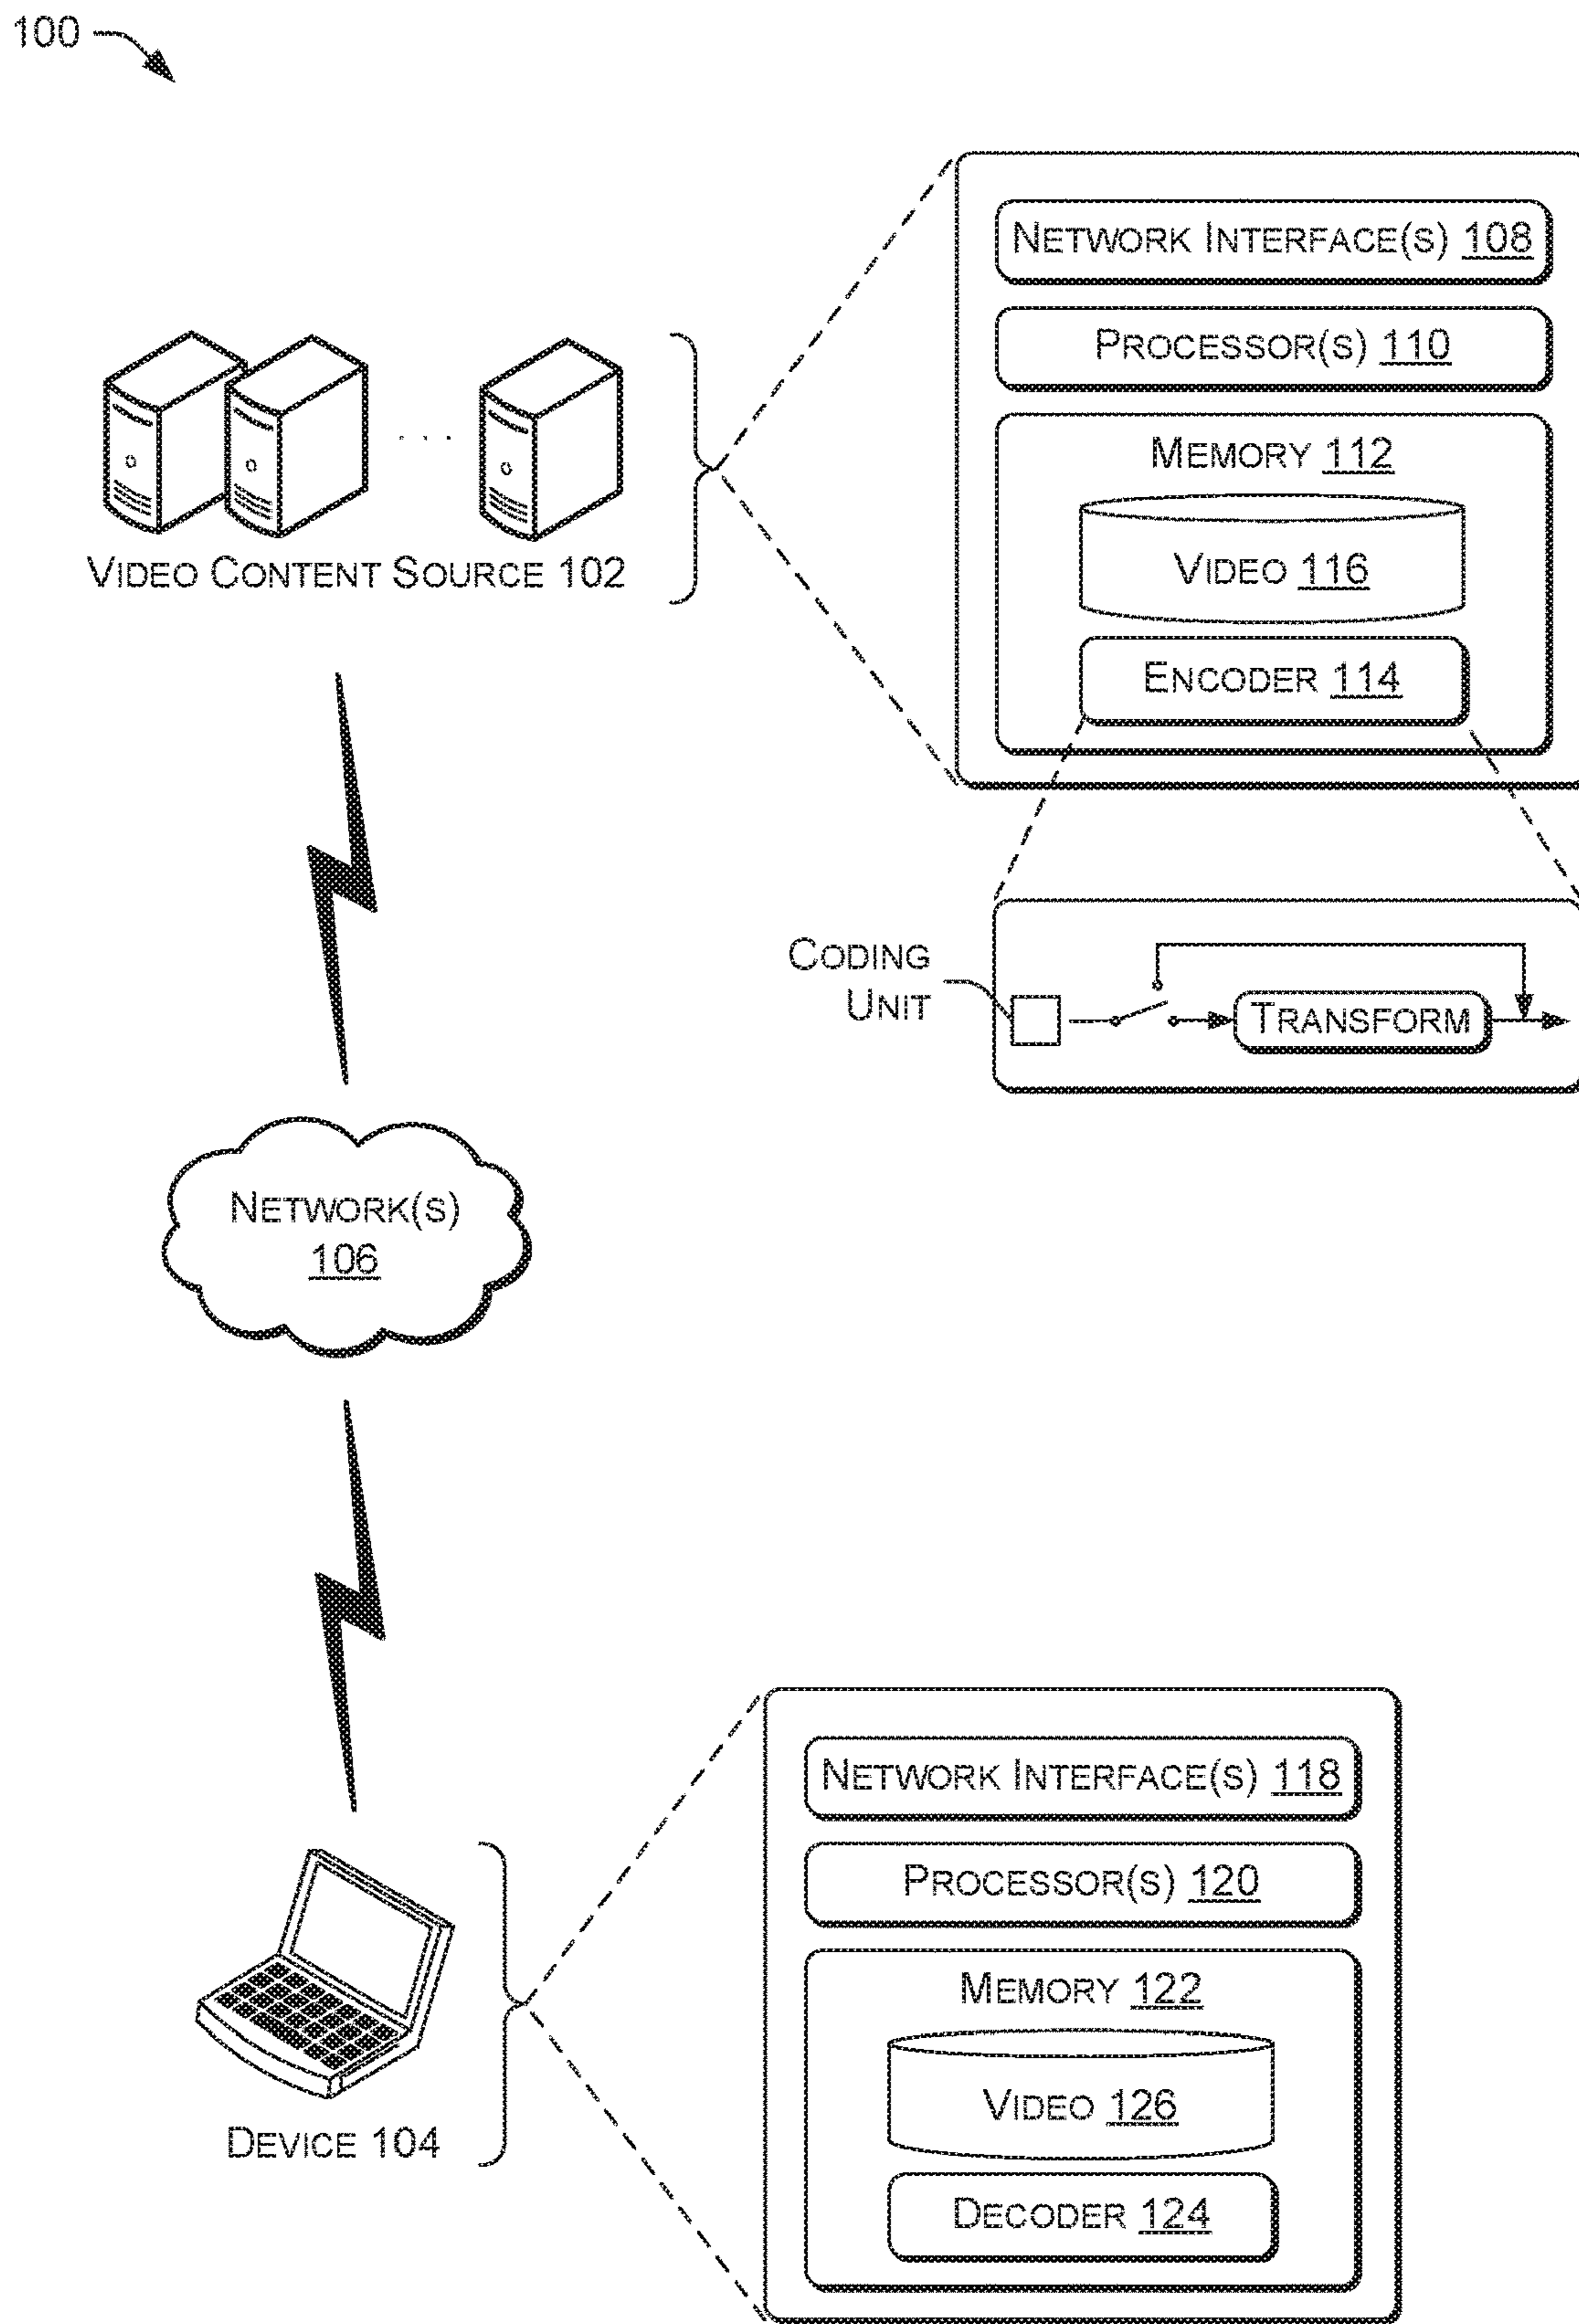 100
NETWORK INTERFACE(S) 108
PROCESSOR(S) 110
MEMORY 112
VIDEO 116
ENCODER 114
VIDEO CONTENT SOURCE 102
CODING
UNIT
TRANSFORM
NETWORK(S)
106
NETWORK INTERFACE(S) 118
PROCESSOR(S) 120
MEMORY 122
VIDEO 126
DECODER 124
DEVICE 104